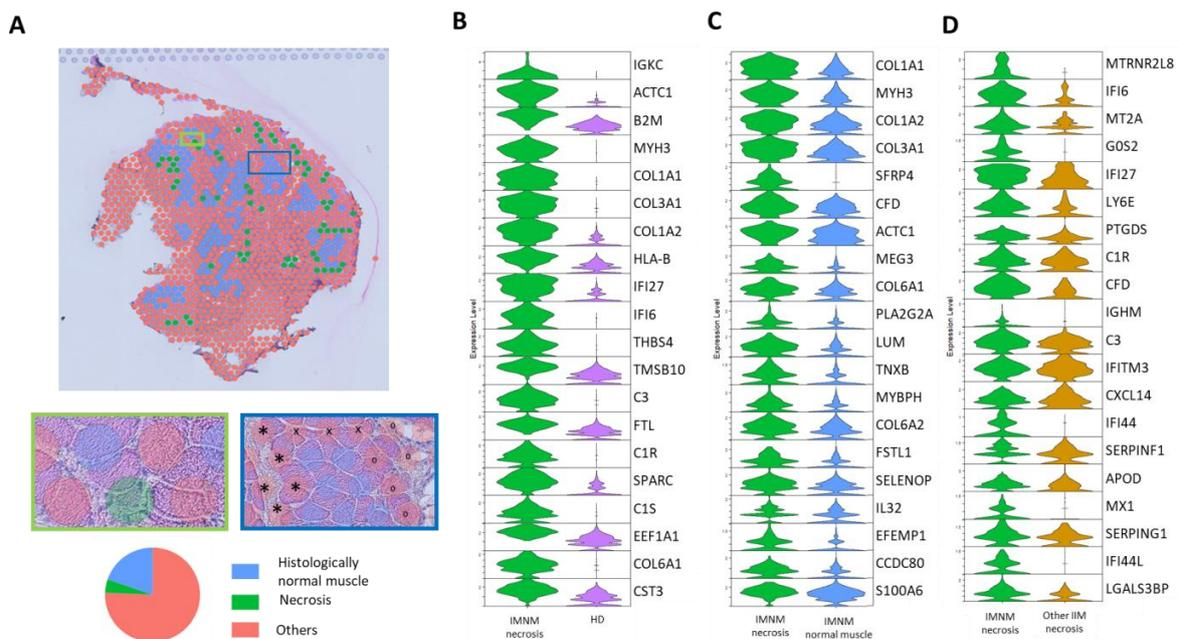 A
B
C
D
Histologically
normal muscle
Necrosis
Others
IGKC
ACTC1
B2M
MYH3
COL1A1
COL3A1
COL1A2
HLA-B
IFI27
IFI6
THBS4
TMSB10
C3
FTL
C1R
SPARC
C1S
EEF1A1
COL6A1
CST3
Expression Level
IMNM
necrosis
HD
COL1A1
MYH3
COL1A2
COL3A1
SFRP4
CFD
ACTC1
MEG3
COL6A1
PLA2G2A
LUM
TNXB
MYBPH
COL6A2
FSTL1
SELENOP
IL32
EFEMP1
CCDC80
S100A6
Expression Level
IMNM
necrosis
IMNM
normal muscle
MTRNR2L8
IFI6
MT2A
G0S2
IFI27
LY6E
PTGDS
C1R
CFD
IGHM
C3
IFITM3
CXCL14
IFI44
SERPINF1
APOD
MX1
SERPING1
IFI44L
LGALS3BP
Expression Level
IMNM
necrosis
Other IIM
necrosis